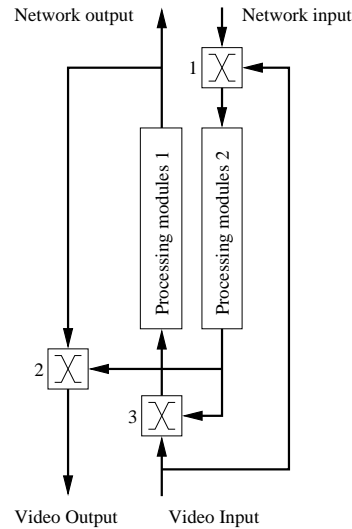 Network output
Network input
1
Processing modules 1
Processing modules 2
2
3
Video Output
Video Input